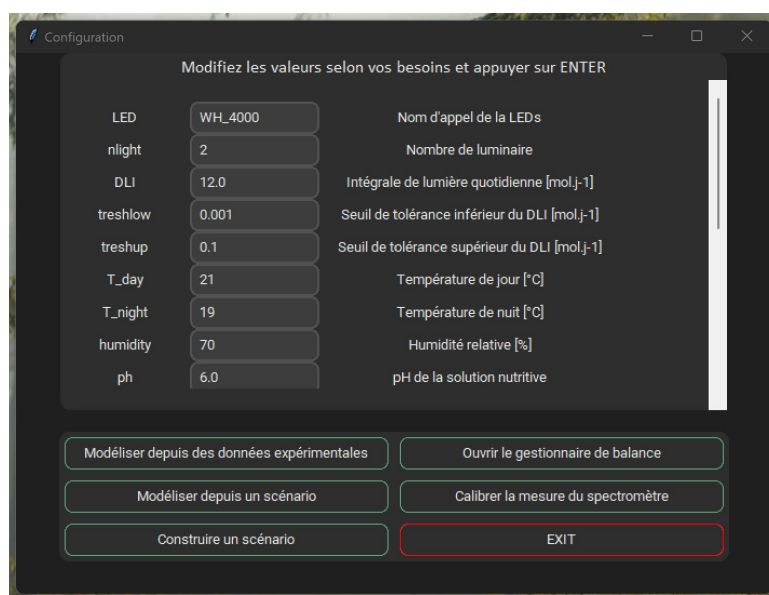 Configuration
Modifiez les valeurs selon vos besoins et appuyer sur ENTER
LED WH_4000 Nom d'appel de la LEDs
nlight 2 Nombre de luminaire
DLI 12.0 Intégrale de lumière quotidienne [mol.j-1]
treshlow 0.001 Seuil de tolérance inférieur du DLI [mol.j-1]
treshup 0.1 Seuil de tolérance supérieur du DLI [mol.j-1]
T_day 21 Température de jour [°C]
T_night 19 Température de nuit [°C]
humidity 70 Humidité relative [%]
ph 6.0 pH de la solution nutritive
Modéliser depuis des données expérimentales Ouvrir le gestionnaire de balance
Modéliser depuis un scénario Calibrer la mesure du spectromètre
Construire un scénario EXIT